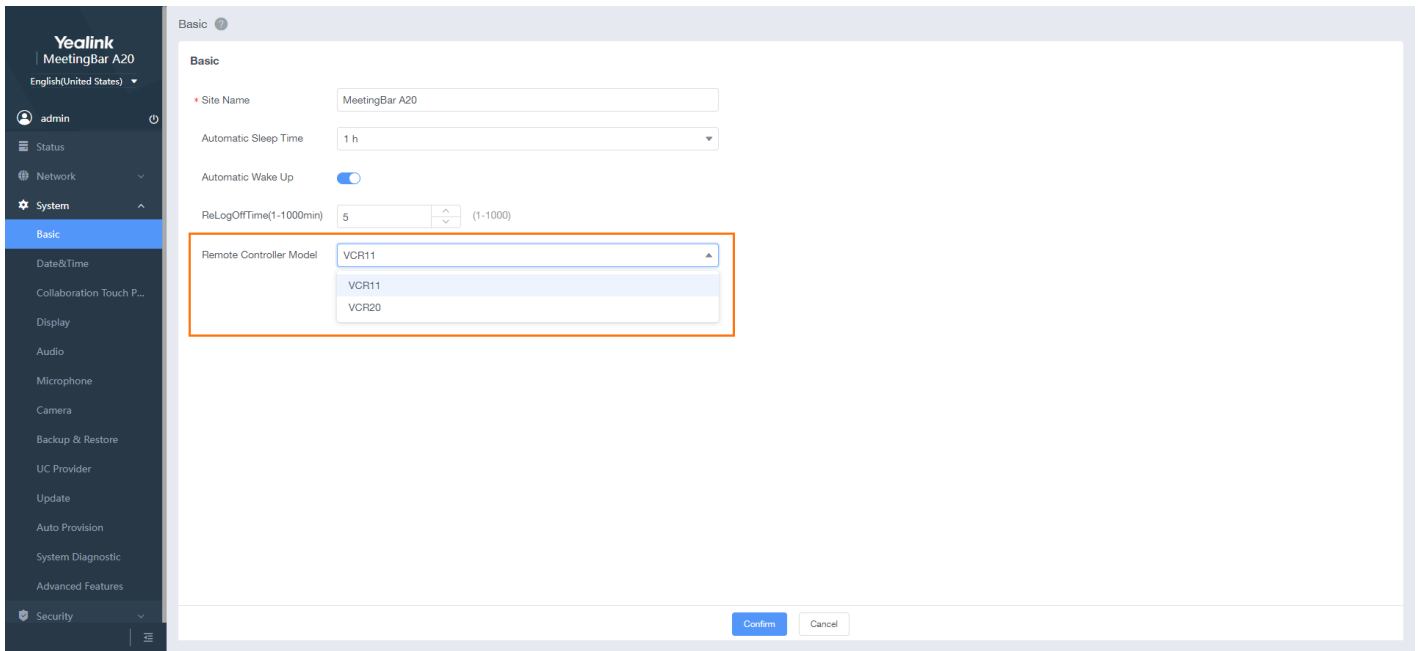 Yealink
MeetingBar A20
English(United States)
admin
Status
Network
System
Basic
Date&Time
Collaboration Touch P...
Display
Audio
Microphone
Camera
Backup & Restore
UC Provider
Update
Auto Provision
System Diagnostic
Advanced Features
Security
Basic ?
Basic
* Site Name MeetingBar A20
Automatic Sleep Time 1 h
Automatic Wake Up
ReLogOffTime(1-1000min) 5 (1-1000)
Remote Controller Model VCR11
VCR11
VCR20
Confirm Cancel